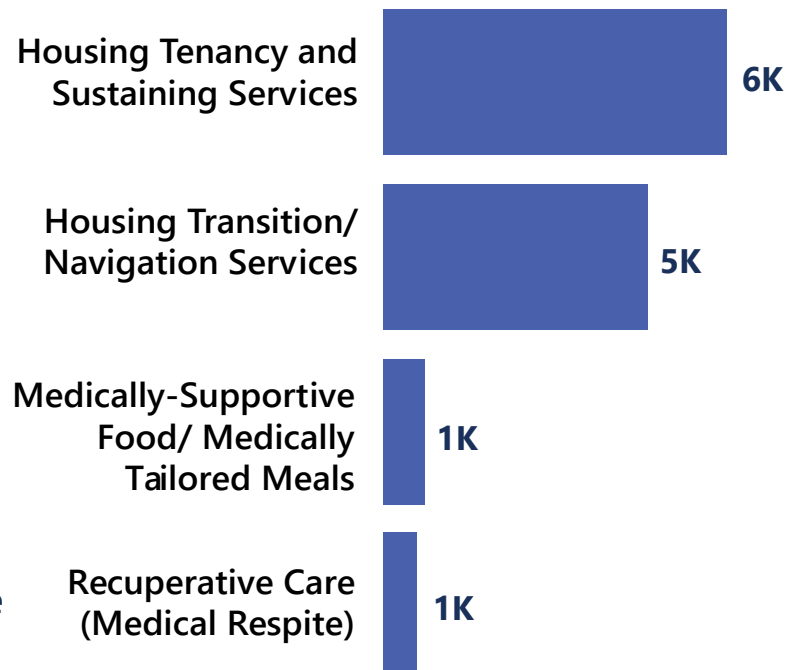 Housing Tenancy and
Sustaining Services
6K
Housing Transition/
Navigation Services
5K
Medically-Supportive
Food/ Medically
Tailored Meals
1K
Recuperative Care
(Medical Respite)
1K
e